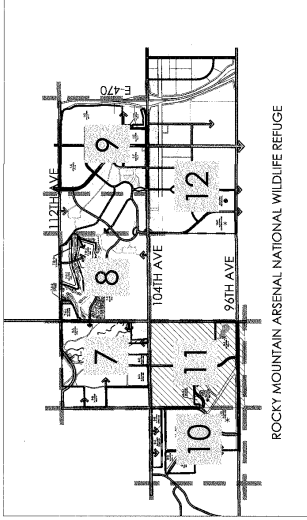 E-470
112TH AVE
9
8
7
12
104TH AVE
11
10
96TH AVE
ROCKY MOUNTAIN ARSENAL NATIONAL WILDLIFE REFUGE